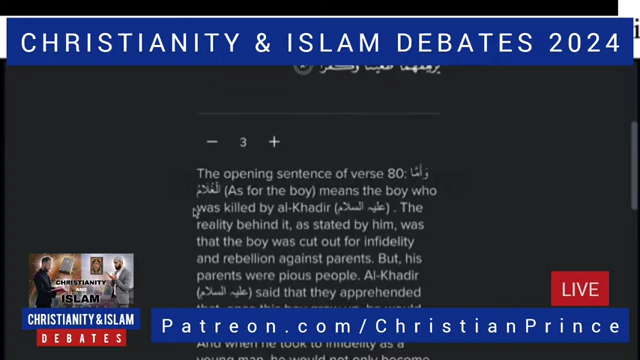 CHRISTIANITY & ISLAM DEBATES 2024
− 3 +
The opening sentence of verse 80: وَأَمَّا
الْغُلَامُ (As for the boy) means the boy who
was killed by al-Khadir (علیہ السلام). The
reality behind it, as stated by him, was
that the boy was cut out for infidelity
and rebellion against parents. But, his
parents were pious people. Al-Khadir
(علیہ السلام) said that they apprehended
LIVE
CHRISTIANITY
AND
ISLAM
CHRISTIANITY & ISLAM
DEBATES
Patreon.com/ChristianPrince
And when he took to infidelity as a
young man, he would not only become